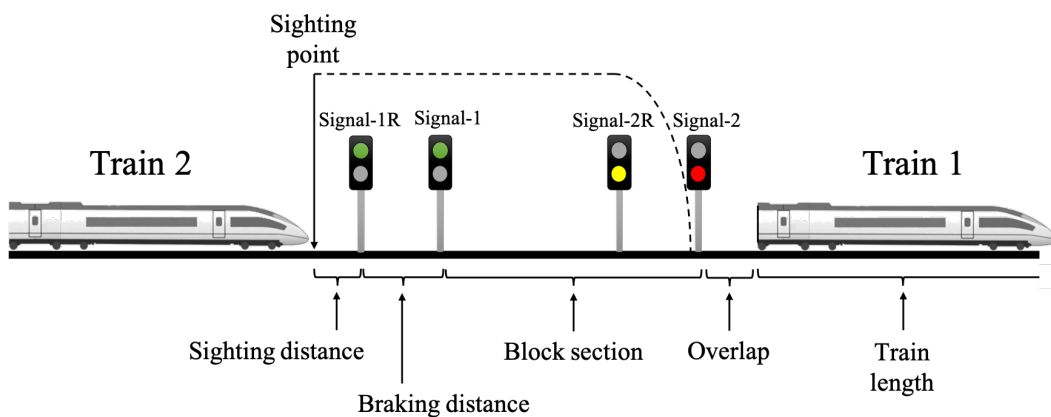 Sighting
point
Signal-1R
Signal-1
Signal-2R
Signal-2
Train 2
Train 1
Sighting distance
Block section
Overlap
Train
length
Braking distance